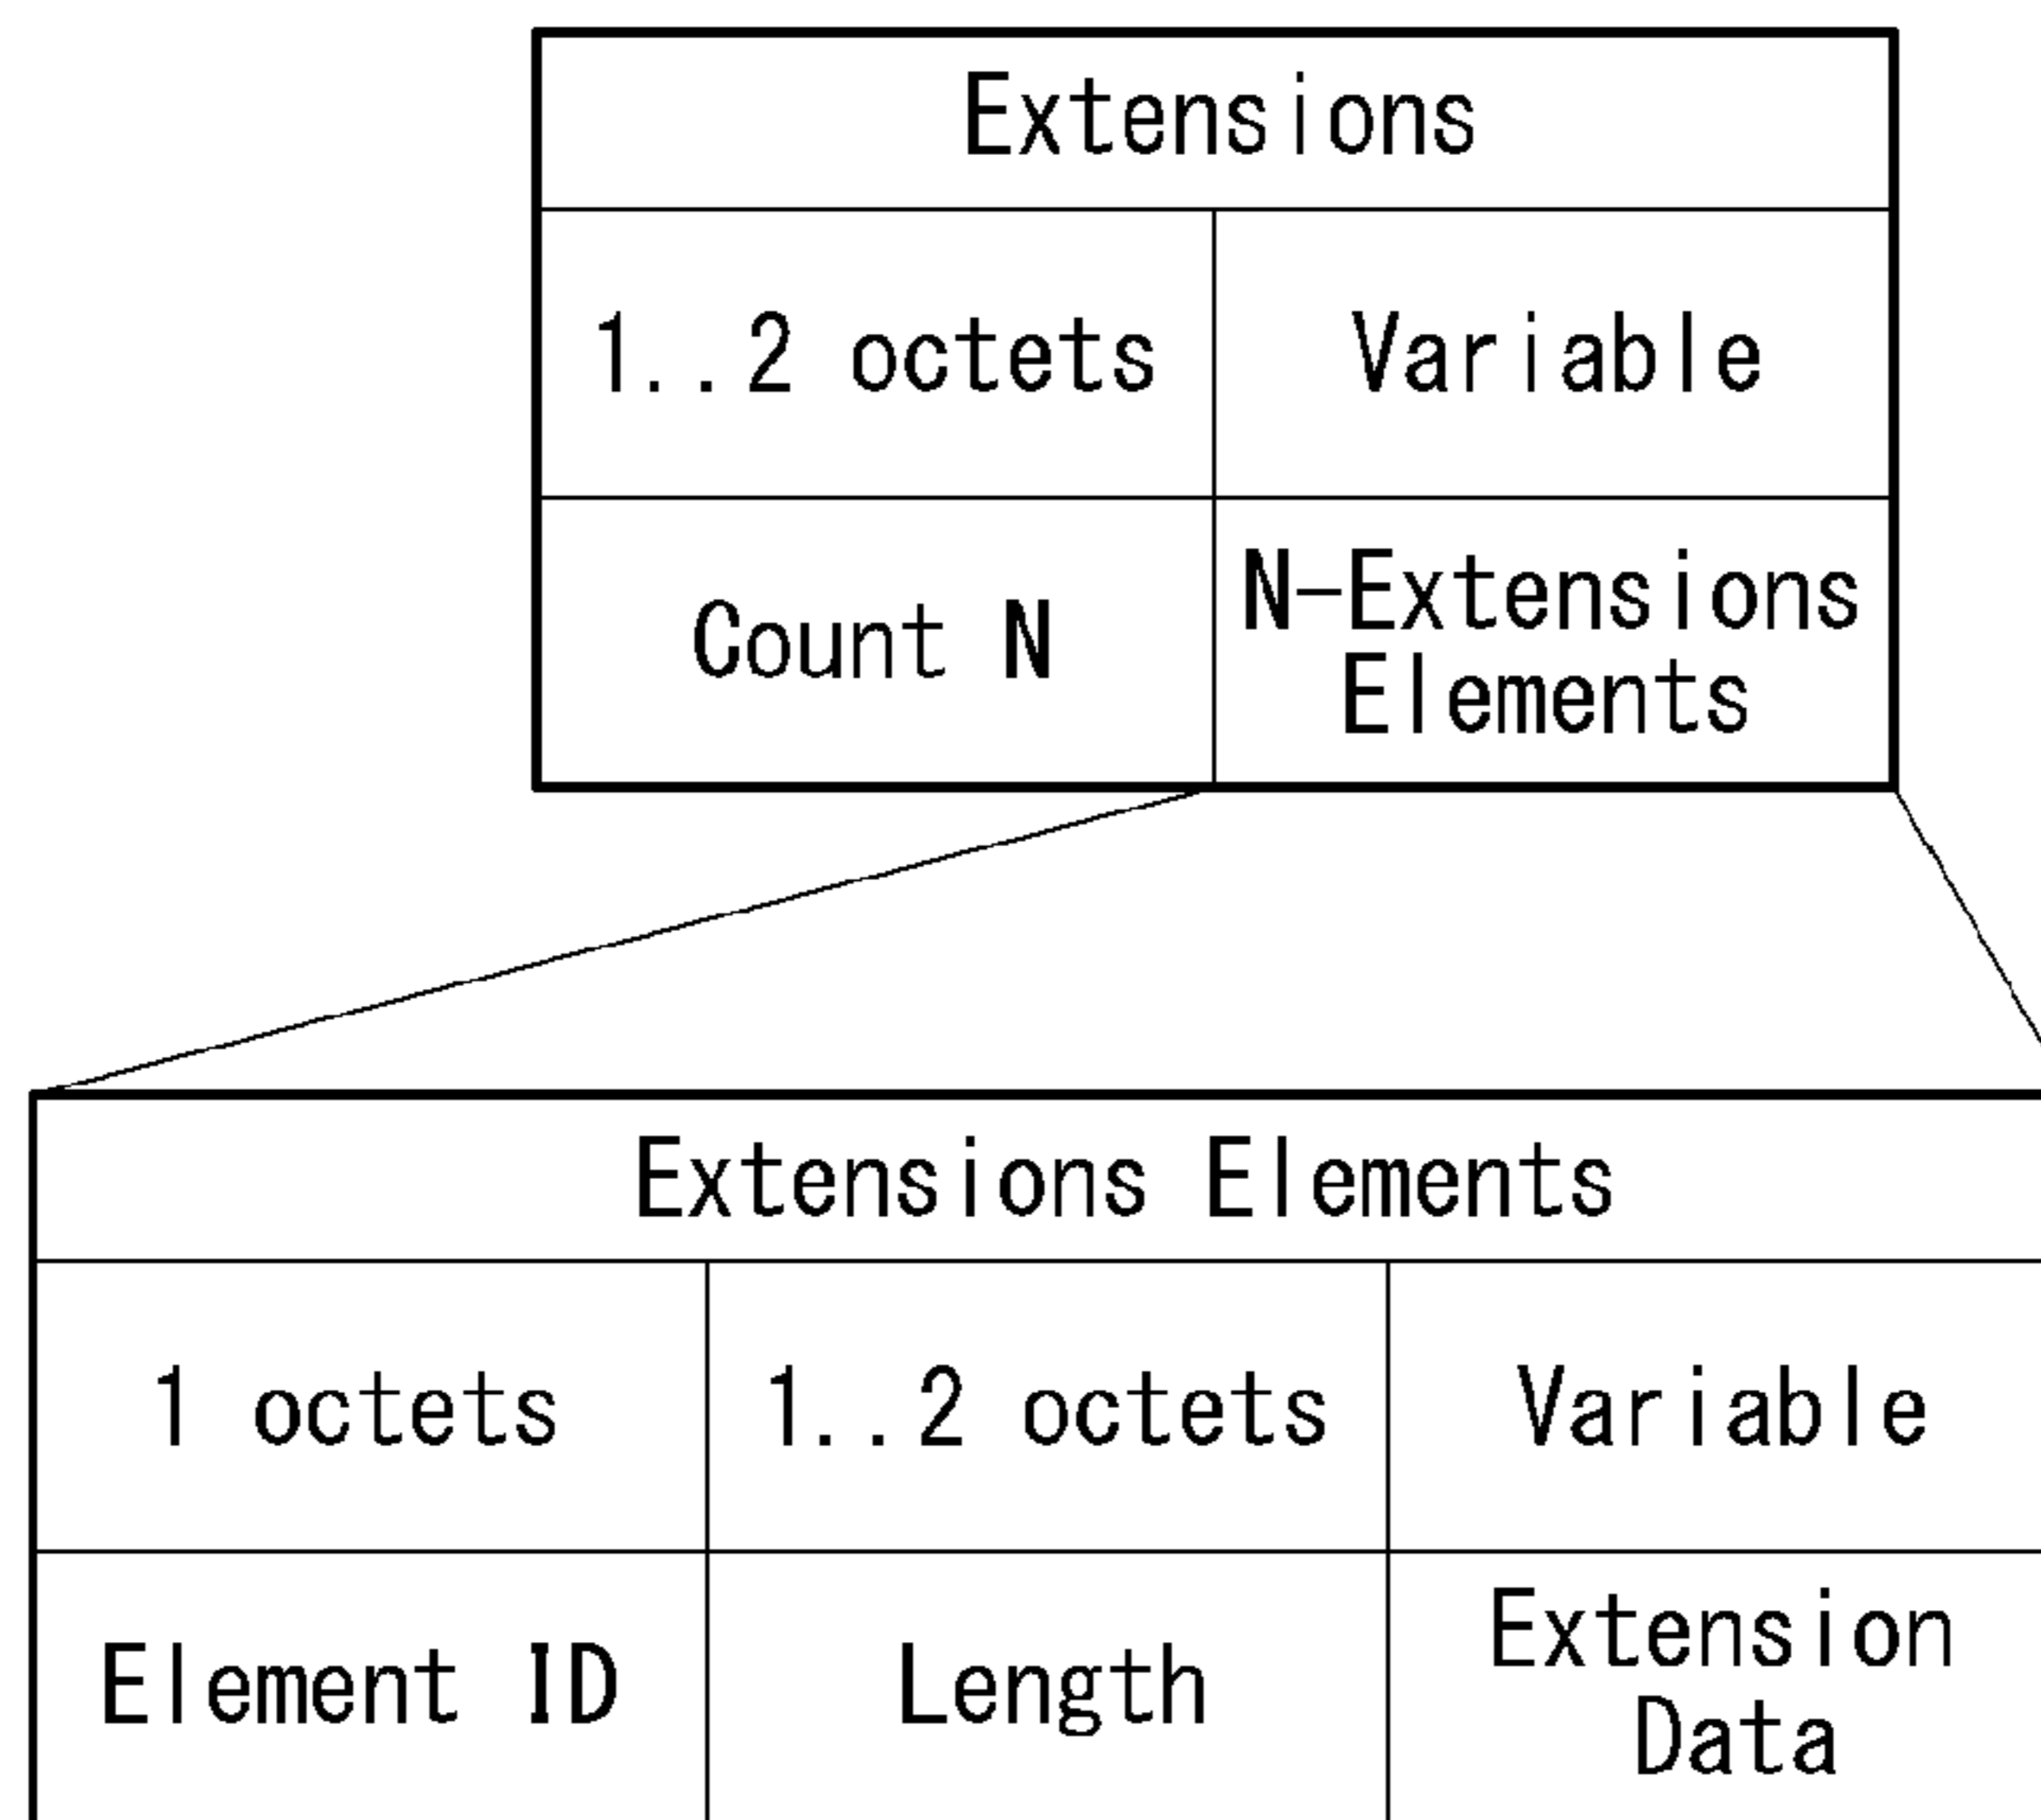 Extensions
1..2 octets Variable
Count N
N-Extensions
Elements
Extensions Elements
1 octets 1..2 octets Variable
Element ID Length
Extension
Data